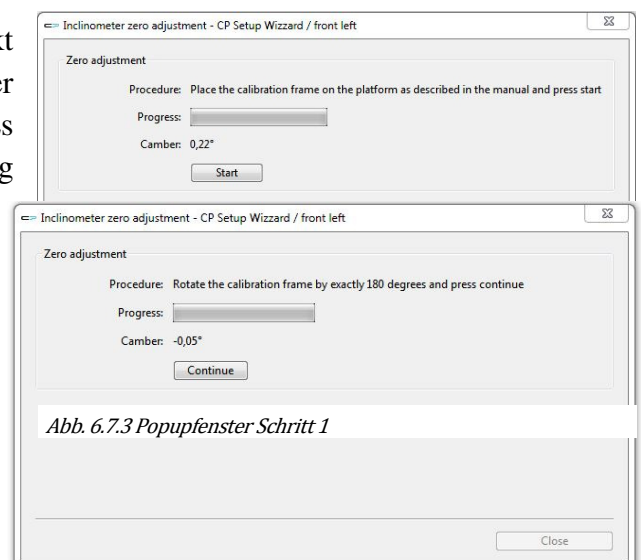 Inclinometer zero adjustment - CP Setup Wizzard / front left
Zero adjustment
Procedure: Place the calibration frame on the platform as described in the manual and press start
Progress:
Camber: 0,22°
Start
Inclinometer zero adjustment - CP Setup Wizzard / front left
Zero adjustment
Procedure: Rotate the calibration frame by exactly 180 degrees and press continue
Progress:
Camber: -0,05°
Continue
Abb. 6.7.3 Popupfenster Schritt 1
Close